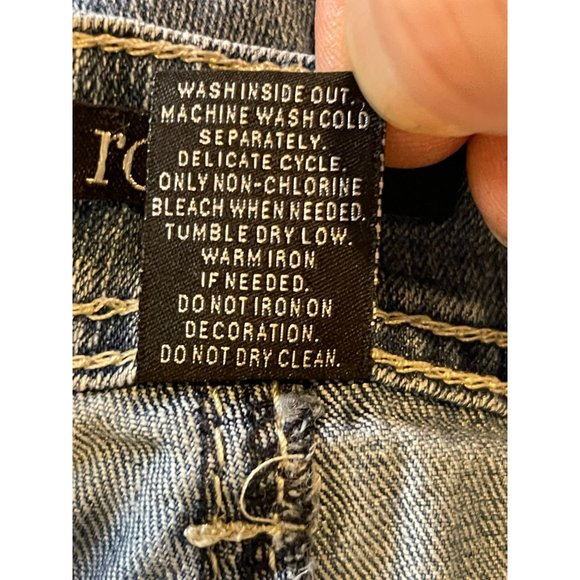 WASH INSIDE OUT.
MACHINE WASH COLD
SEPARATELY.
DELICATE CYCLE.
ONLY NON-CHLORINE
BLEACH WHEN NEEDED.
TUMBLE DRY LOW.
WARM IRON
IF NEEDED.
DO NOT IRON ON
DECORATION.
DO NOT DRY CLEAN.